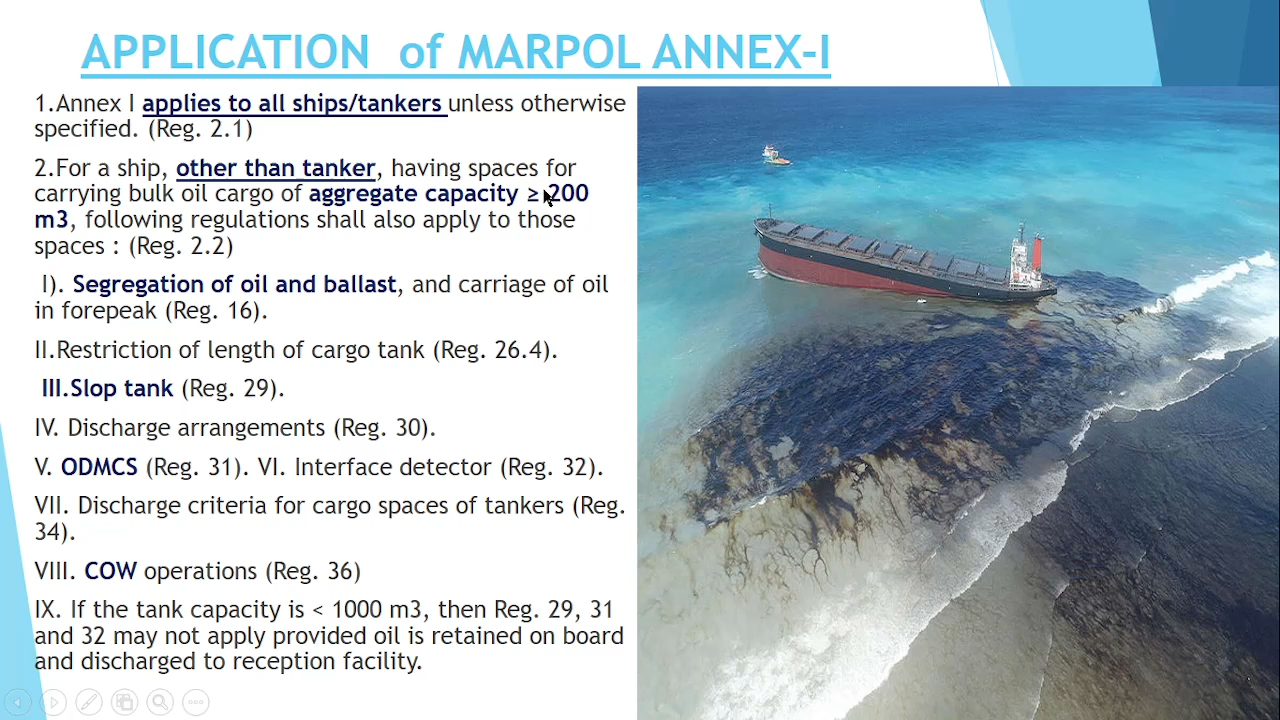 APPLICATION of MARPOL ANNEX-I
1.Annex I applies to all ships/tankers unless otherwise
specified. (Reg. 2.1)
2.For a ship, other than tanker, having spaces for
carrying bulk oil cargo of aggregate capacity ≥ 200
m3, following regulations shall also apply to those
spaces : (Reg. 2.2)
I). Segregation of oil and ballast, and carriage of oil
in forepeak (Reg. 16).
II.Restriction of length of cargo tank (Reg. 26.4).
III.Slop tank (Reg. 29).
IV. Discharge arrangements (Reg. 30).
V. ODMCS (Reg. 31). VI. Interface detector (Reg. 32).
VII. Discharge criteria for cargo spaces of tankers (Reg.
34).
VIII. COW operations (Reg. 36)
IX. If the tank capacity is < 1000 m3, then Reg. 29, 31
and 32 may not apply provided oil is retained on board
and discharged to reception facility.